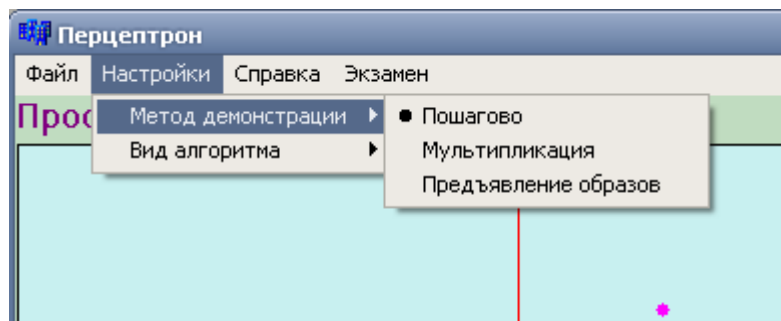 Перцептрон
Файл Настройки Справка Экзамен
Метод демонстрации
Вид алгоритма
Пошагово
Мультипликация
Предъявление образов